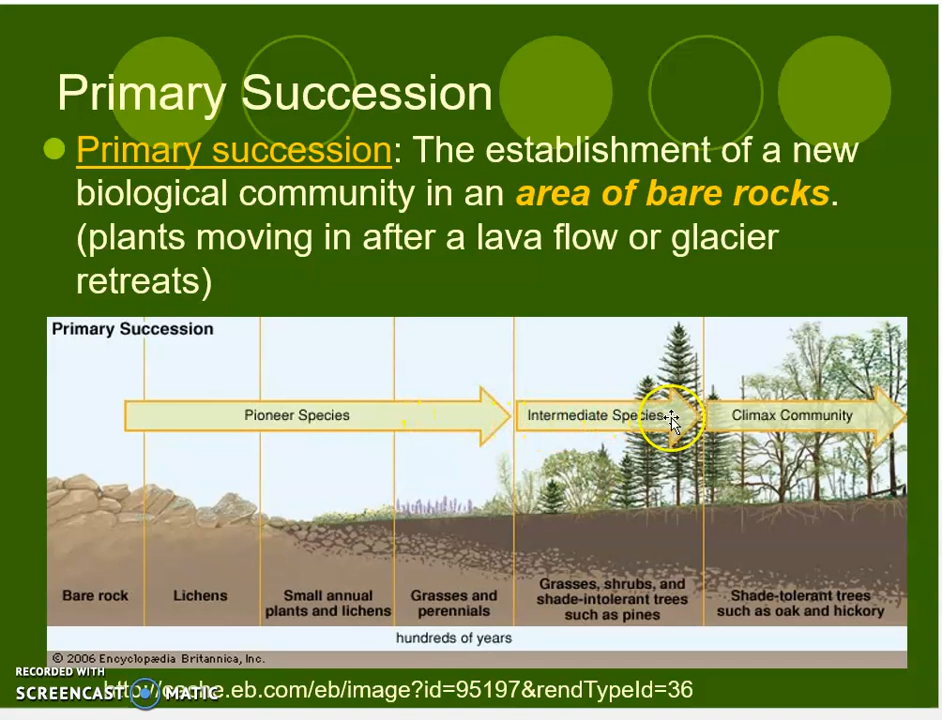 Primary Succession
Primary succession: The establishment of a new
biological community in an area of bare rocks.
(plants moving in after a lava flow or glacier
retreats)
Primary Succession
Pioneer Species
Intermediate Species
Climax Community
Bare rock
Lichens
Small annual
plants and lichens
Grasses and
perennials
Grasses, shrubs, and
shade-intolerant trees
such as pines
Shade-tolerant trees
such as oak and hickory
hundreds of years
© 2006 Encyclopædia Britannica, Inc.
RECORDED WITH
SCREENCAST MATIC
http://cache.eb.com/eb/image?id=95197&rendTypeId=36